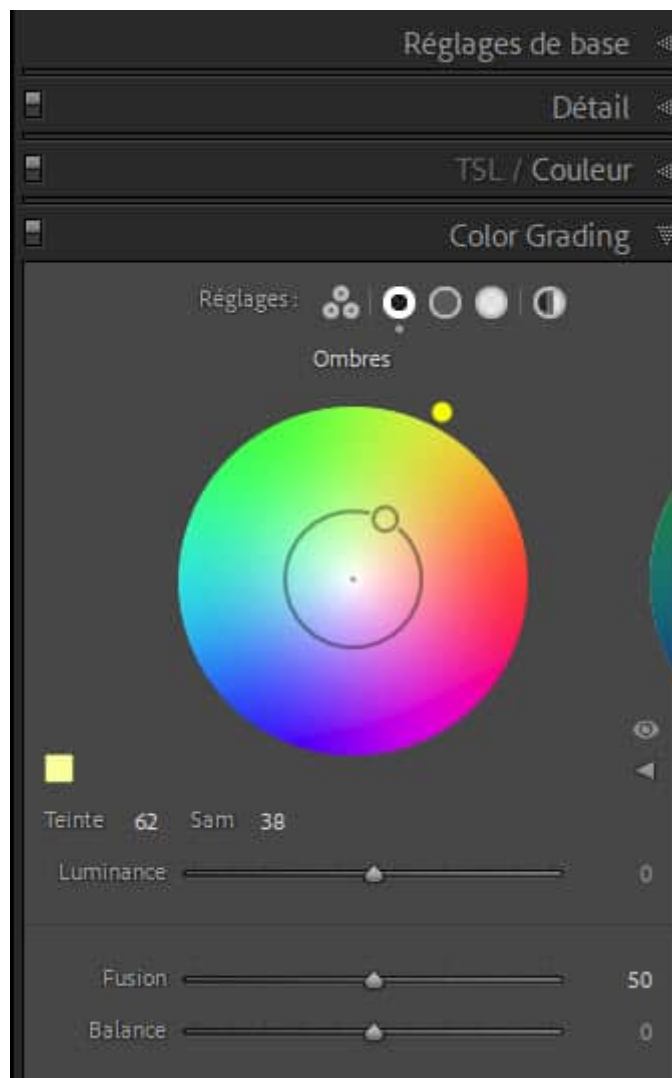 Réglages de base
Détail
TSL / Couleur
Color Grading
Réglages :
Ombres
Teinte 62 Sam 38
Luminance 0
Fusion 50
Balance 0